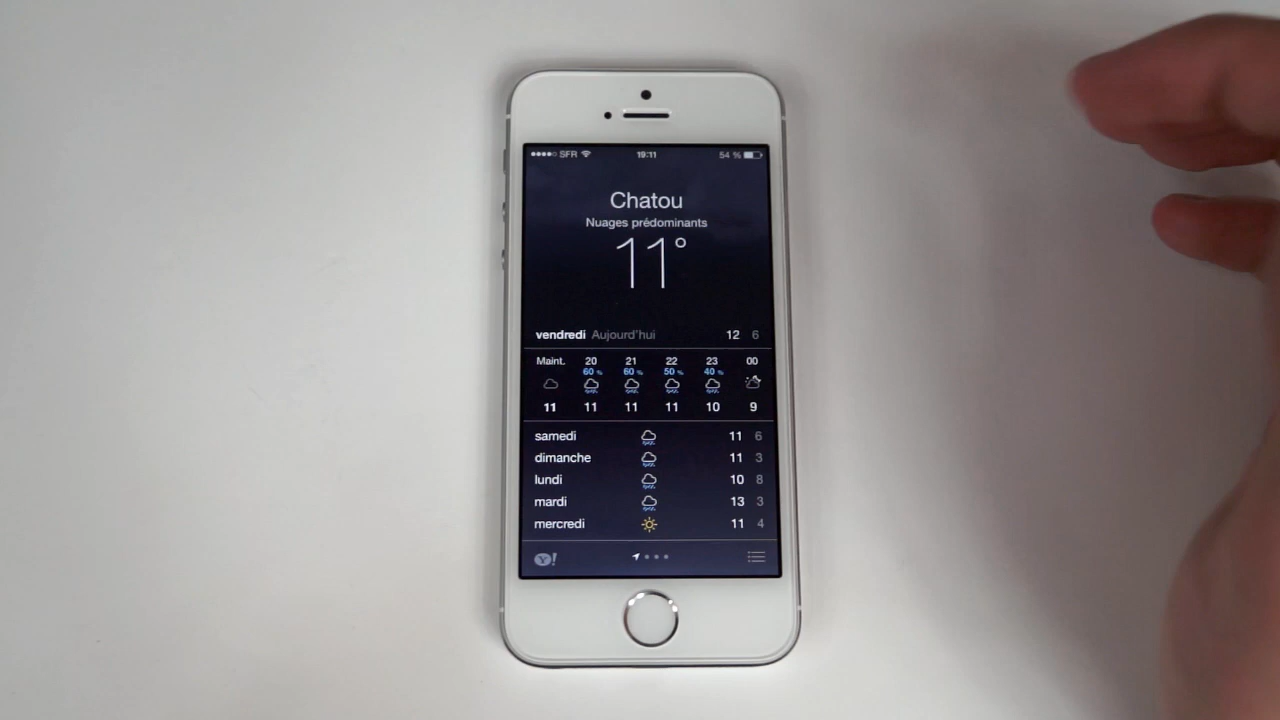 SFR 19:11 54 %
Chatou
Nuages prédominants
11°
vendredi Aujourd'hui 12 6
Maint. 20 21 22 23 00
60 % 60 % 50 % 40 %
11 11 11 11 10 9
samedi 11 6
dimanche 11 3
lundi 10 8
mardi 13 3
mercredi 11 4
Y!